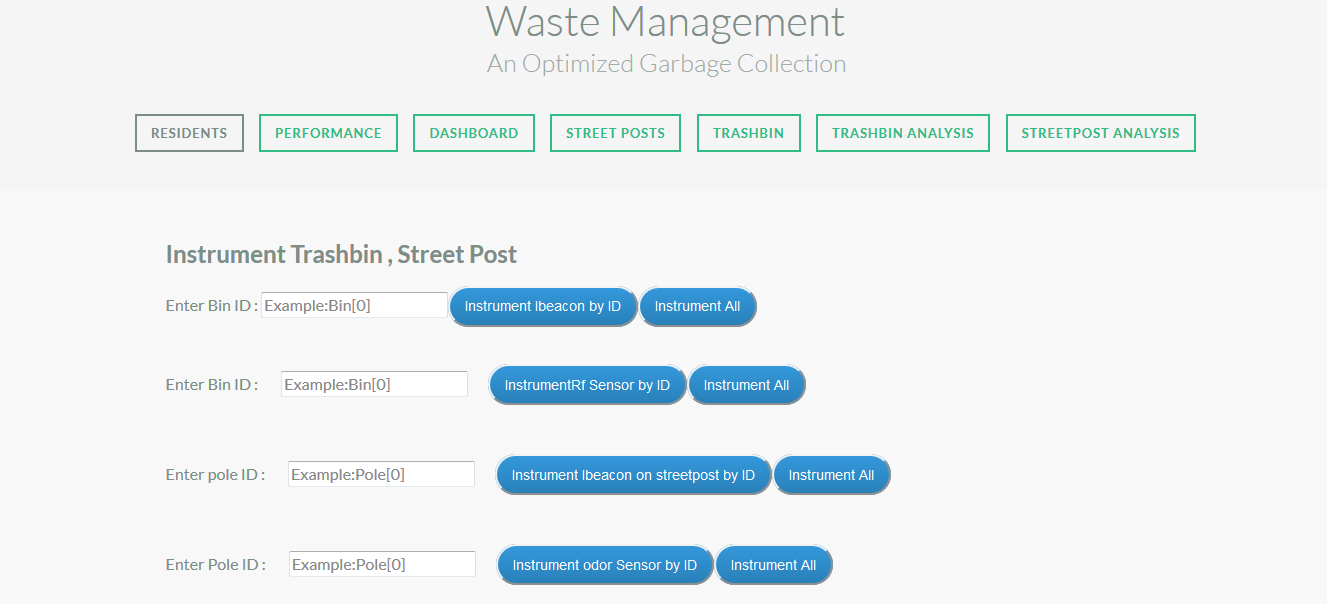 Waste Management
An Optimized Garbage Collection
RESIDENTS PERFORMANCE DASHBOARD STREET POSTS TRASHBIN TRASHBIN ANALYSIS STREETPOST ANALYSIS
Instrument Trashbin , Street Post
Enter Bin ID : Example:Bin[0] Instrument Ibeacon by ID Instrument All
Enter Bin ID : Example:Bin[0] InstrumentRf Sensor by ID Instrument All
Enter pole ID : Example:Pole[0] Instrument Ibeacon on streetpost by ID Instrument All
Enter Pole ID : Example:Pole[0] Instrument odor Sensor by ID Instrument All